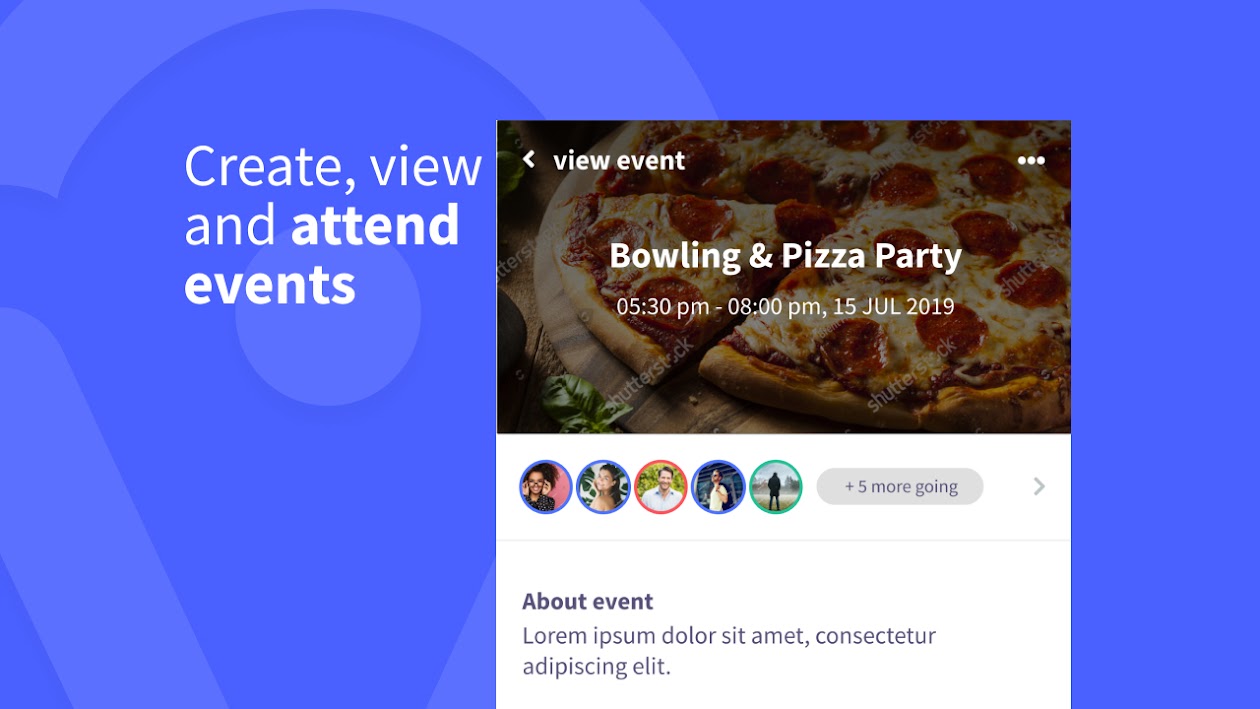 Create, view
and attend
events
view event
Bowling & Pizza Party
05:30 pm - 08:00 pm, 15 JUL 2019
shutterstock
shutterstock
+ 5 more going
About event
Lorem ipsum dolor sit amet, consectetur
adipiscing elit.